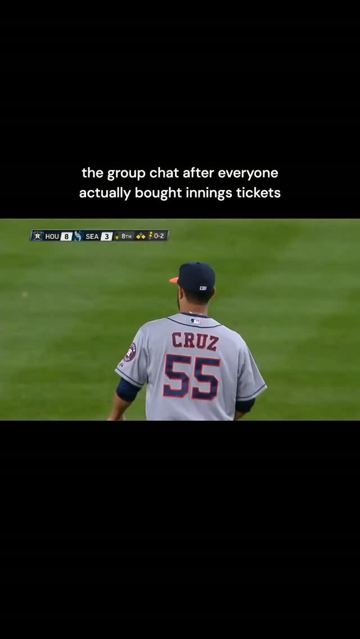 the group chat after everyone
actually bought innings tickets
HOU 8 SEA 3 8TH 0-2
CRUZ
55